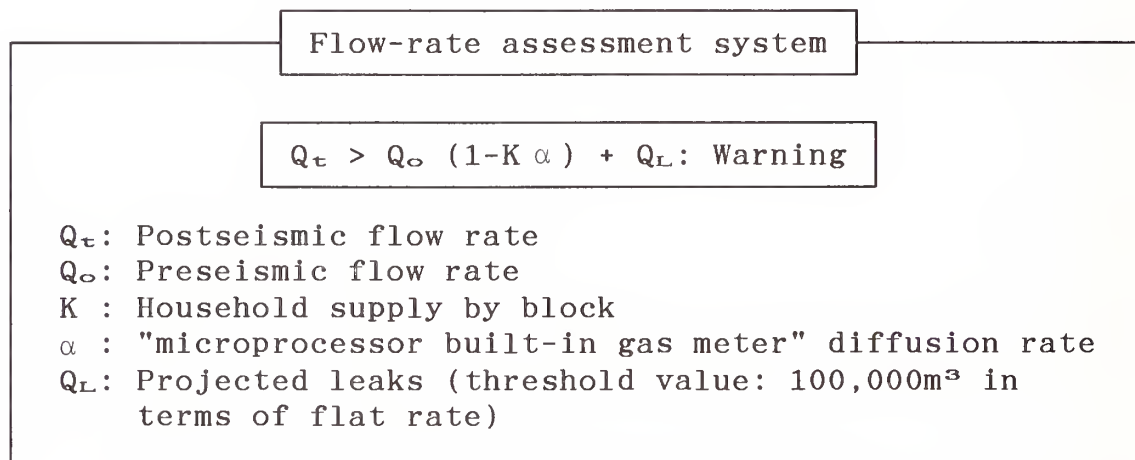 Flow-rate assessment system
Qt > Qo (1-K α) + QL: Warning
Qt: Postseismic flow rate
Qo: Preseismic flow rate
K : Household supply by block
α : "microprocessor built-in gas meter" diffusion rate
QL: Projected leaks (threshold value: 100,000m³ in
terms of flat rate)